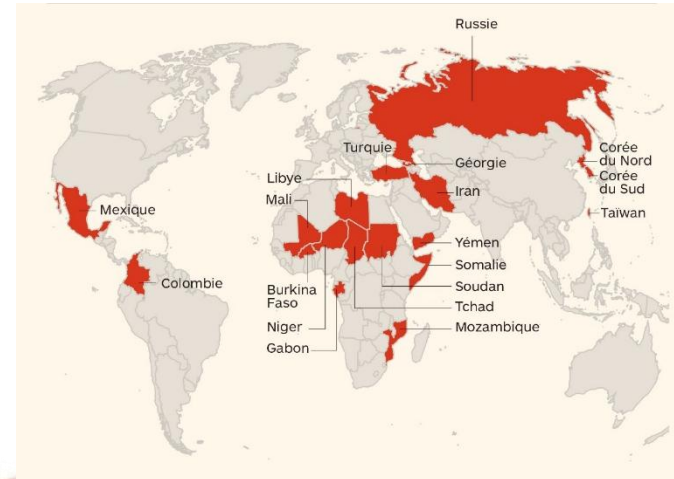 Russie
Turquie
Géorgie
Corée
du Nord
Corée
du Sud
Libye
Iran
Mali
Mexique
Taïwan
Yémen
Somalie
Colombie
Burkina
Faso
Soudan
Tchad
Niger
Mozambique
Gabon